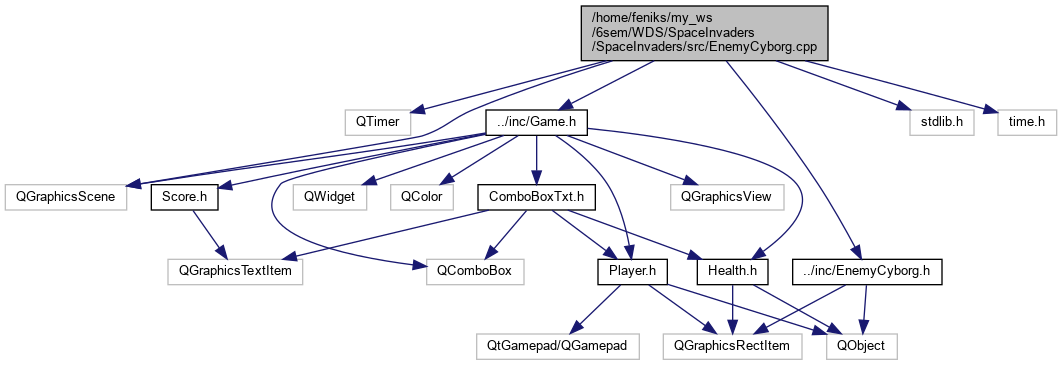 /home/feniks/my_ws
/6sem/WDS/SpaceInvaders
/SpaceInvaders/src/EnemyCyborg.cpp
QTimer
../inc/Game.h
stdlib.h
time.h
QGraphicsScene
Score.h
QWidget
QColor
ComboBoxTxt.h
QGraphicsView
QGraphicsTextItem
QComboBox
Player.h
Health.h
../inc/EnemyCyborg.h
QtGamepad/QGamepad
QGraphicsRectItem
QObject